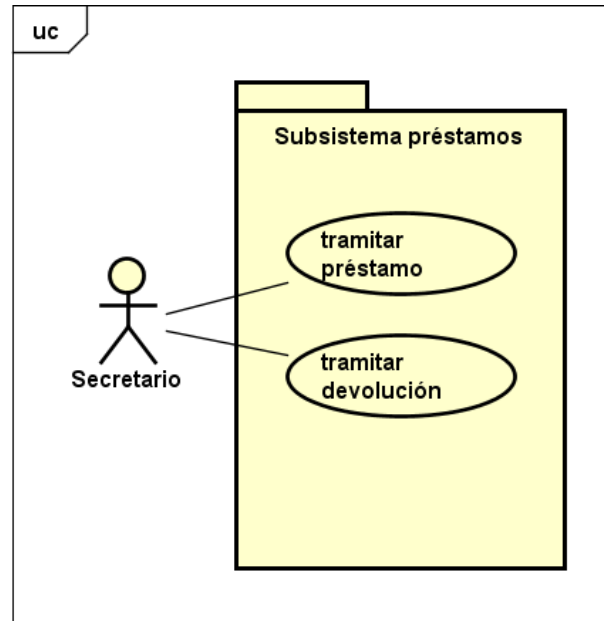 uc
Subsistema préstamos
tramitar
préstamo
Secretario
tramitar
devolución